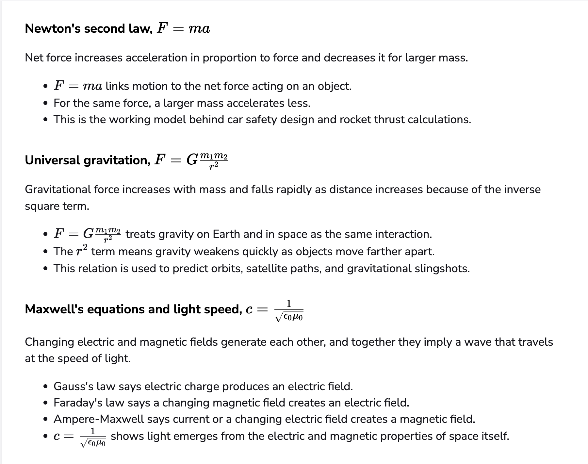 Newton's second law, F = ma
Net force increases acceleration in proportion to force and decreases it for larger mass.
• F = ma links motion to the net force acting on an object.
• For the same force, a larger mass accelerates less.
• This is the working model behind car safety design and rocket thrust calculations.
Universal gravitation, F = G\frac{m_1 m_2}{r^2}
Gravitational force increases with mass and falls rapidly as distance increases because of the inverse
square term.
• F = G\frac{m_1 m_2}{r^2} treats gravity on Earth and in space as the same interaction.
• The r^2 term means gravity weakens quickly as objects move farther apart.
• This relation is used to predict orbits, satellite paths, and gravitational slingshots.
Maxwell's equations and light speed, c = \frac{1}{\sqrt{\epsilon_0 \mu_0}}
Changing electric and magnetic fields generate each other, and together they imply a wave that travels
at the speed of light.
• Gauss's law says electric charge produces an electric field.
• Faraday's law says a changing magnetic field creates an electric field.
• Ampere-Maxwell says current or a changing electric field creates a magnetic field.
• c = \frac{1}{\sqrt{\epsilon_0 \mu_0}} shows light emerges from the electric and magnetic properties of space itself.